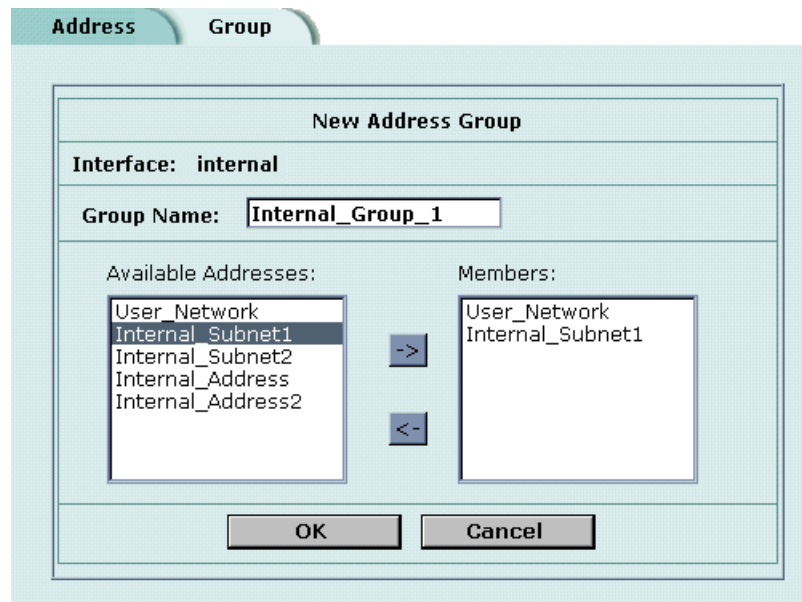 Address Group
New Address Group
Interface: internal
Group Name: Internal_Group_1
Available Addresses: Members:
User_Network User_Network
Internal_Subnet1 Internal_Subnet1
Internal_Subnet2
Internal_Address
Internal_Address2
->
<-
OK Cancel